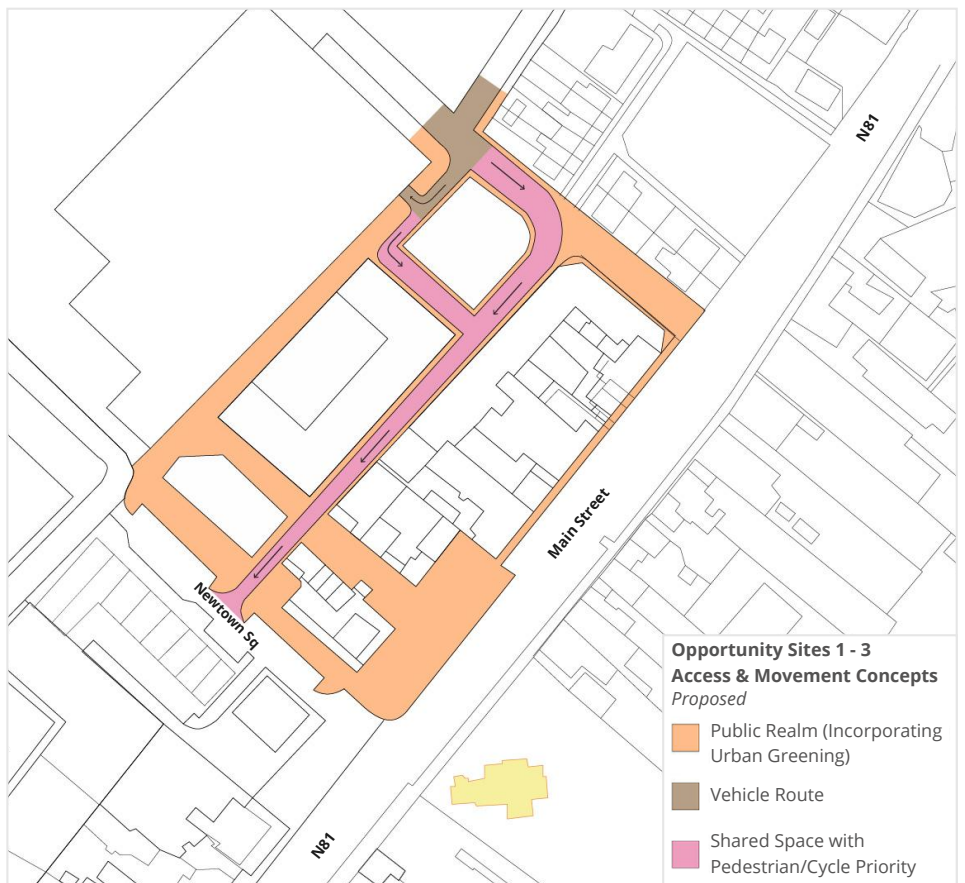 N81
Main Street
Newtown Sq
N81
Opportunity Sites 1 - 3
Access & Movement Concepts
Proposed
Public Realm (Incorporating
Urban Greening)
Vehicle Route
Shared Space with
Pedestrian/Cycle Priority